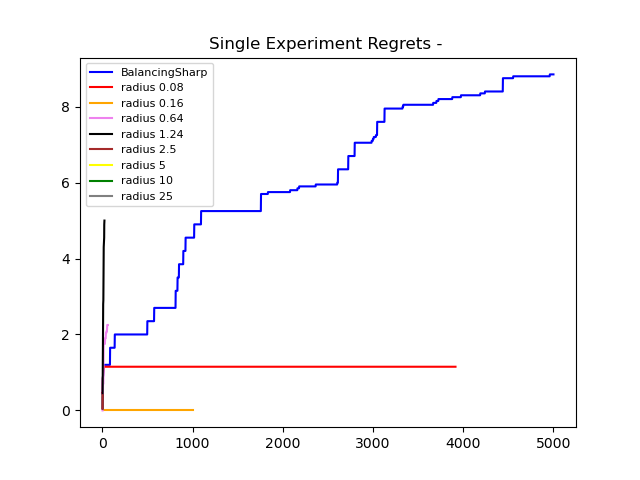 Single Experiment Regrets -
BalancingSharp
radius 0.08
radius 0.16
radius 0.64
radius 1.24
radius 2.5
radius 5
radius 10
radius 25
8
6
4
2
0
0 1000 2000 3000 4000 5000